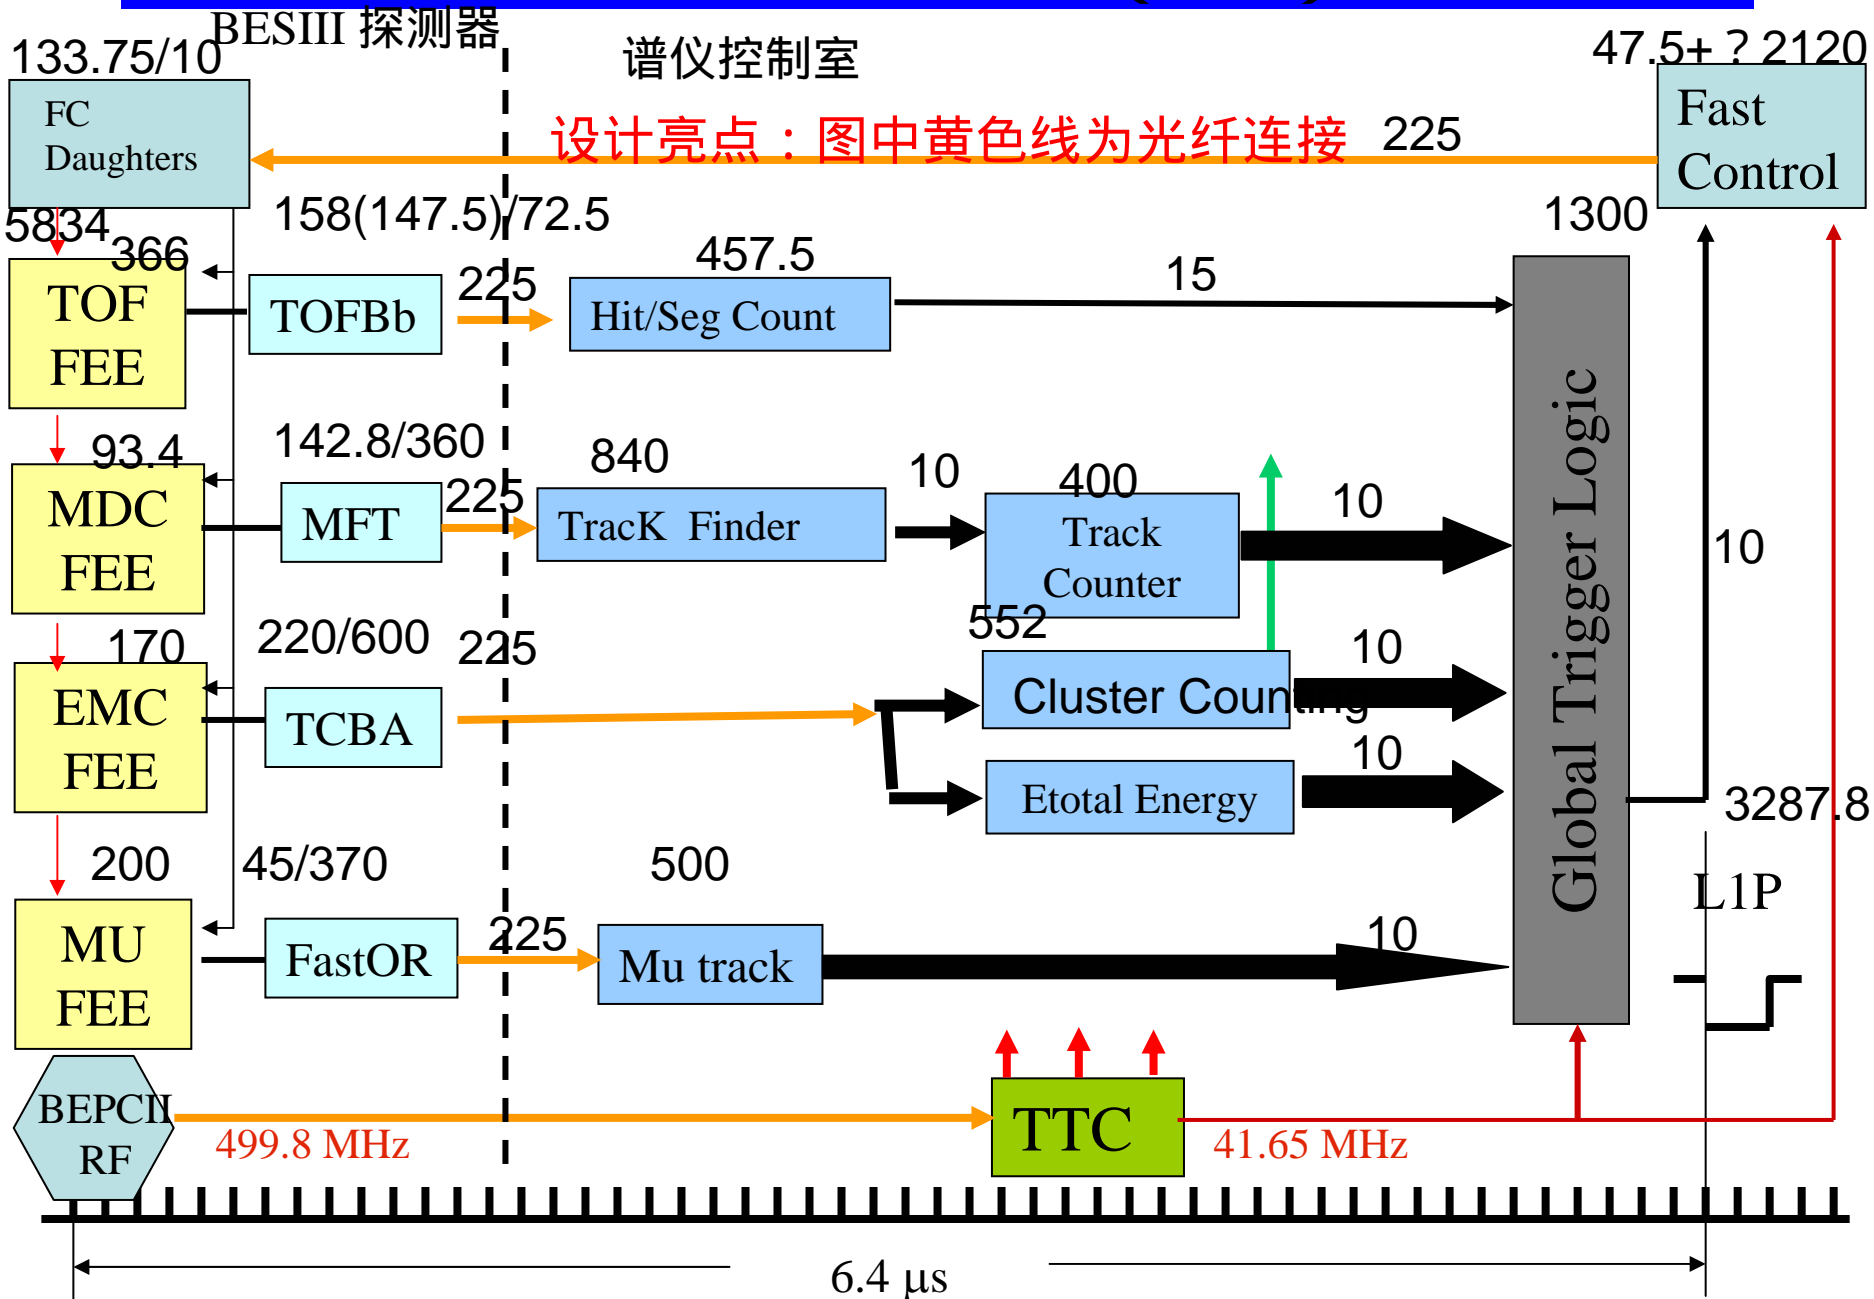 BESIII 探测器
谱仪控制室
133.75/10
47.5+ ? 2120
FC
Daughters
设计亮点：图中黄色线为光纤连接
225
Fast
Control
5834
366
158(147.5)/72.5
1300
TOF
FEE
TOFBb
225
457.5
Hit/Seg Count
15
93.4
142.8/360
840
10
400
10
MDC
FEE
MFT
225
TracK Finder
Track
Counter
10
170
220/600
225
552
10
EMC
FEE
TCBA
Cluster Counting
10
Etotal Energy
Global Trigger Logic
3287.8
200
45/370
500
L1P
MU
FEE
FastOR
225
Mu track
10
BEPCII
RF
499.8 MHz
TTC
41.65 MHz
6.4 μs